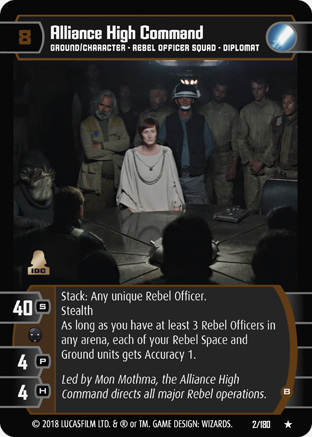 8
Alliance High Command
GROUND/CHARACTER - REBEL OFFICER SQUAD - DIPLOMAT
IDC
40 S
4 P
4 H
Stack: Any unique Rebel Officer.
Stealth
As long as you have at least 3 Rebel Officers in
any arena, each of your Rebel Space and
Ground units gets Accuracy 1.
Led by Mon Mothma, the Alliance High
Command directs all major Rebel operations.
B
© 2018 LUCASFILM LTD. & ® or TM. GAME DESIGN: WIZARDS.
2/180